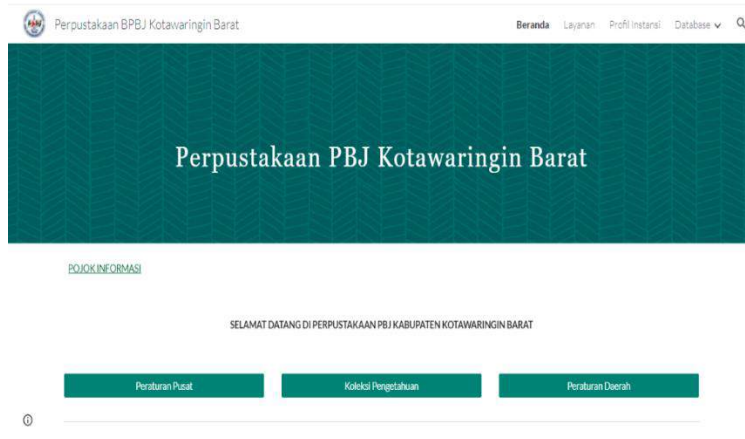 Perpustakaan BPBJ Kotawaringin Barat
Beranda Layanan Profil Instansi Database
Perpustakaan PBJ Kotawaringin Barat
POJOK INFORMASI
SELAMAT DATANG DI PERPUSTAKAAN PBJ KABUPATEN KOTAWARINGIN BARAT
Peraturan Pusat Koleksi Pengetahuan Peraturan Daerah